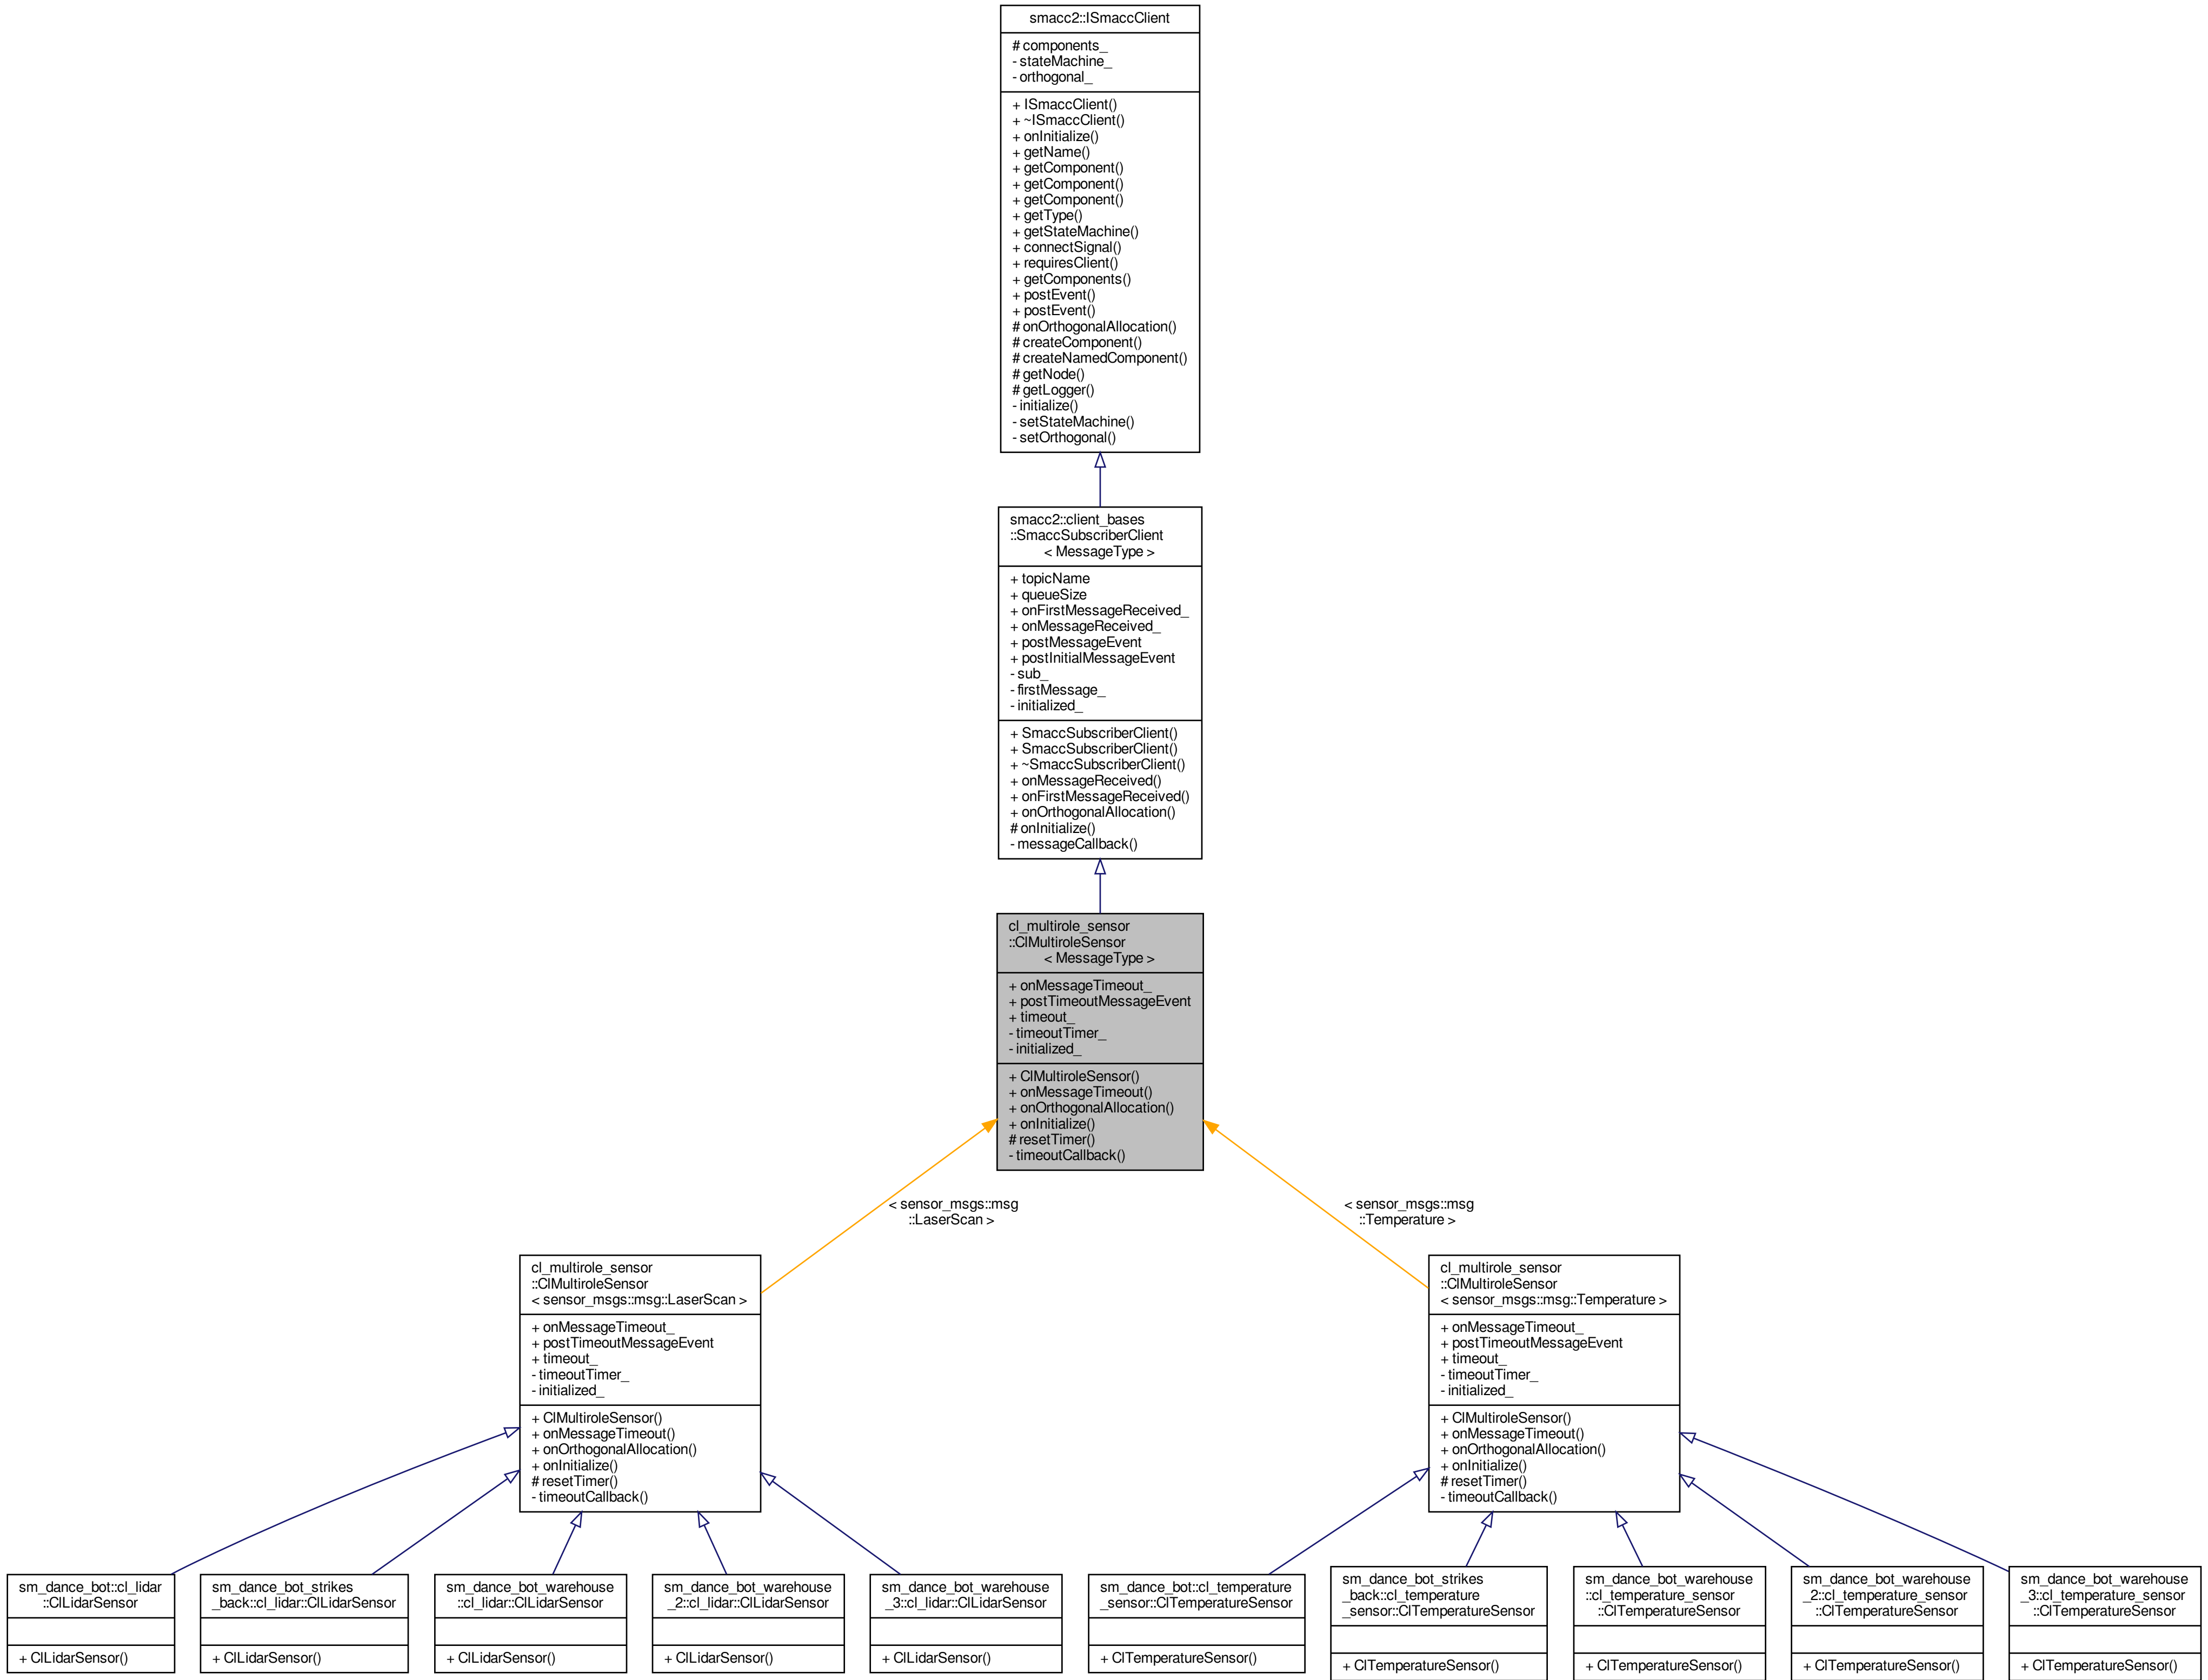 smacc2::ISmaccClient
# components_
- stateMachine_
- orthogonal_
+ ISmaccClient()
+ ~ISmaccClient()
+ onInitialize()
+ getName()
+ getComponent()
+ getComponent()
+ getComponent()
+ getType()
+ getStateMachine()
+ connectSignal()
+ requiresClient()
+ getComponents()
+ postEvent()
+ postEvent()
# onOrthogonalAllocation()
# createComponent()
# createNamedComponent()
# getNode()
# getLogger()
- initialize()
- setStateMachine()
- setOrthogonal()
smacc2::client_bases
::SmaccSubscriberClient
< MessageType >
+ topicName
+ queueSize
+ onFirstMessageReceived_
+ onMessageReceived_
+ postMessageEvent
+ postInitialMessageEvent
- sub_
- firstMessage_
- initialized_
+ SmaccSubscriberClient()
+ SmaccSubscriberClient()
+ ~SmaccSubscriberClient()
+ onMessageReceived()
+ onFirstMessageReceived()
+ onOrthogonalAllocation()
# onInitialize()
- messageCallback()
cl_multirole_sensor
::ClMultiroleSensor
< MessageType >
+ onMessageTimeout_
+ postTimeoutMessageEvent
+ timeout_
- timeoutTimer_
- initialized_
+ ClMultiroleSensor()
+ onMessageTimeout()
+ onOrthogonalAllocation()
+ onInitialize()
# resetTimer()
- timeoutCallback()
< sensor_msgs::msg
::LaserScan >
< sensor_msgs::msg
::Temperature >
cl_multirole_sensor
::ClMultiroleSensor
< sensor_msgs::msg::LaserScan >
+ onMessageTimeout_
+ postTimeoutMessageEvent
+ timeout_
- timeoutTimer_
- initialized_
+ ClMultiroleSensor()
+ onMessageTimeout()
+ onOrthogonalAllocation()
+ onInitialize()
# resetTimer()
- timeoutCallback()
cl_multirole_sensor
::ClMultiroleSensor
< sensor_msgs::msg::Temperature >
+ onMessageTimeout_
+ postTimeoutMessageEvent
+ timeout_
- timeoutTimer_
- initialized_
+ ClMultiroleSensor()
+ onMessageTimeout()
+ onOrthogonalAllocation()
+ onInitialize()
# resetTimer()
- timeoutCallback()
sm_dance_bot::cl_lidar
::ClLidarSensor
+ ClLidarSensor()
sm_dance_bot_strikes
_back::cl_lidar::ClLidarSensor
+ ClLidarSensor()
sm_dance_bot_warehouse
::cl_lidar::ClLidarSensor
+ ClLidarSensor()
sm_dance_bot_warehouse
_2::cl_lidar::ClLidarSensor
+ ClLidarSensor()
sm_dance_bot_warehouse
_3::cl_lidar::ClLidarSensor
+ ClLidarSensor()
sm_dance_bot::cl_temperature
_sensor::ClTemperatureSensor
+ ClTemperatureSensor()
sm_dance_bot_strikes
_back::cl_temperature
_sensor::ClTemperatureSensor
+ ClTemperatureSensor()
sm_dance_bot_warehouse
::cl_temperature_sensor
::ClTemperatureSensor
+ ClTemperatureSensor()
sm_dance_bot_warehouse
_2::cl_temperature_sensor
::ClTemperatureSensor
+ ClTemperatureSensor()
sm_dance_bot_warehouse
_3::cl_temperature_sensor
::ClTemperatureSensor
+ ClTemperatureSensor()